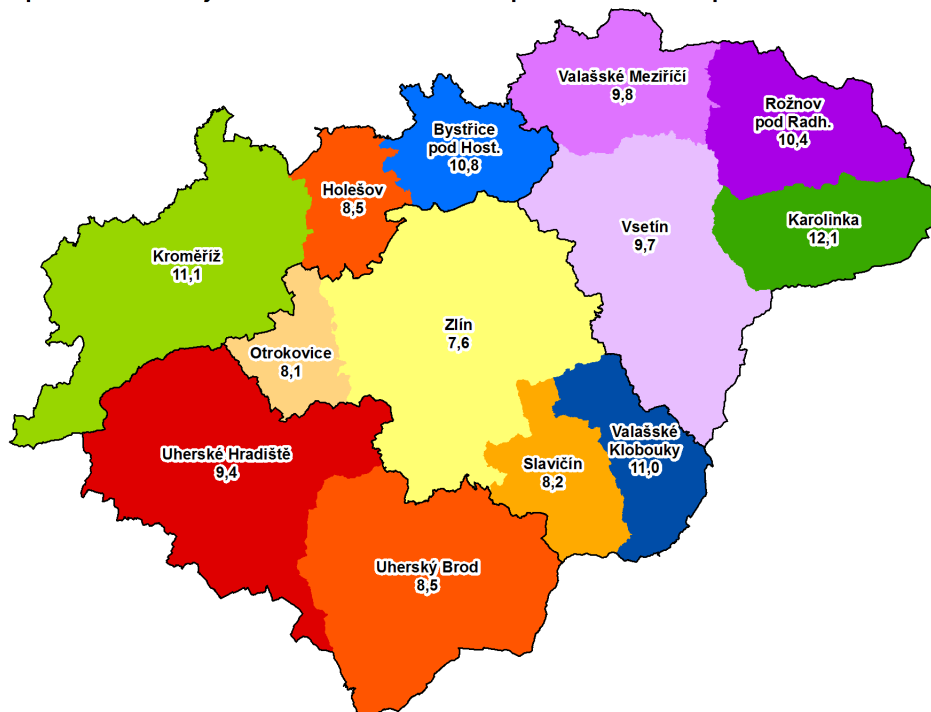 Valašské Meziříčí
9,8
Rožnov
pod Radh.
10,4
Bystřice
pod Host.
10,8
Holešov
8,5
Karolinka
12,1
Vsetín
9,7
Kroměříž
11,1
Zlín
7,6
Otrokovice
8,1
Valašské
Klobouky
11,0
Uherské Hradiště
9,4
Slavičín
8,2
Uherský Brod
8,5